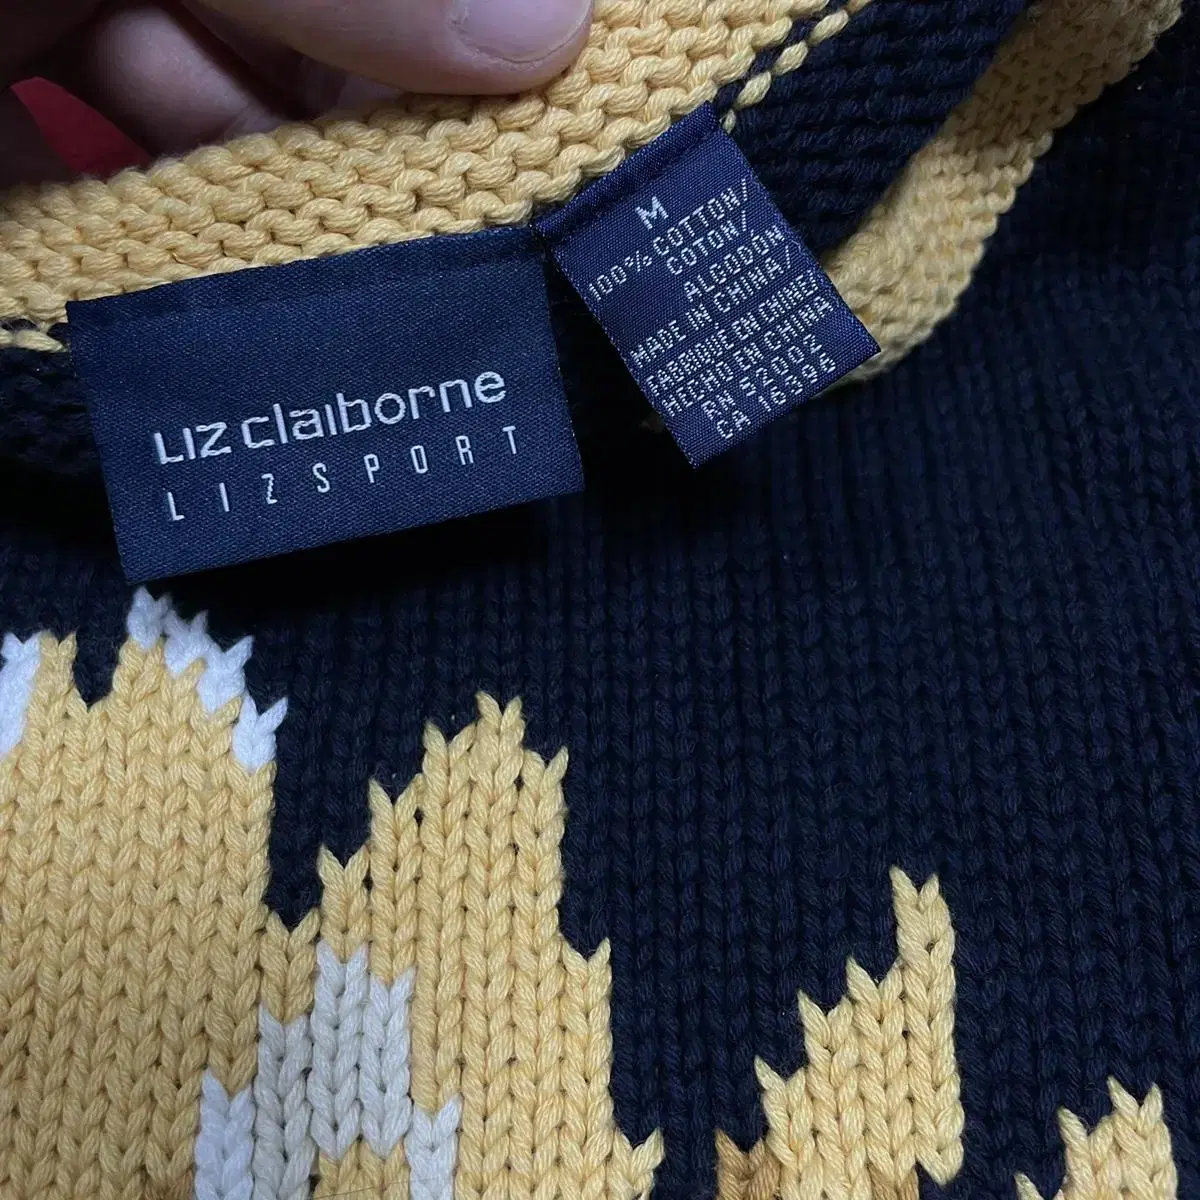 LIZ claiborne
LIZSPORT
M
100% COTTON/
COTON/
ALGODON
MADE IN CHINA/
FABRIQUE EN CHINE/
HECHO EN CHINA
RN 52002
CA 16396